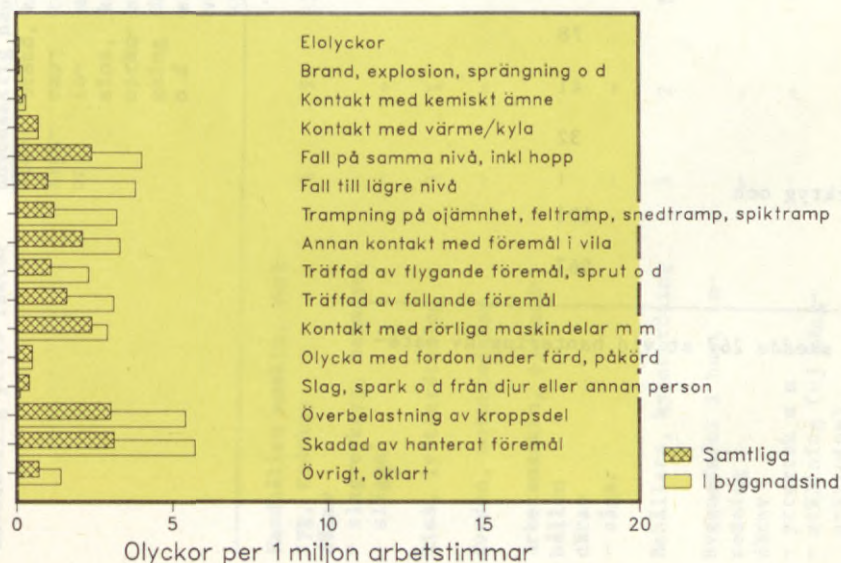 Elolyckor
Brand, explosion, sprängning o d
Kontakt med kemiskt ämne
Kontakt med värme/kyla
Fall på samma nivå, inkl hopp
Fall till lägre nivå
Trampning på ojämnhet, feltramp, snedtramp, spiktramp
Annan kontakt med föremål i vila
Träffad av flygande föremål, sprut o d
Träffad av fallande föremål
Kontakt med rörliga maskindelar m m
Olycka med fordon under färd, påkörd
Slag, spark o d från djur eller annan person
Överbelastning av kroppsdel
Skadad av hanterat föremål
Övrigt, oklart
Samtliga
I byggnadsind
0 5 10 15 20
Olyckor per 1 miljon arbetstimmar